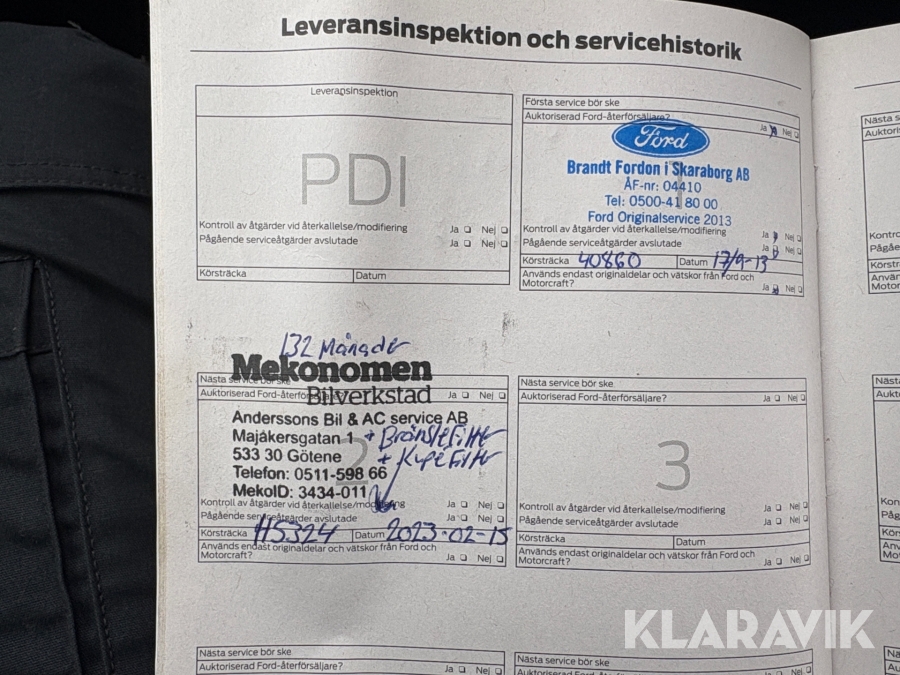 Leveransinspektion och servicehistorik
Leveransinspektion
PDI
Kontroll av åtgärder vid återkallelse/modifiering Ja Nej
Pågående serviceåtgärder avslutade Ja Nej
Körsträcka Datum
Första service bör ske
Auktoriserad Ford-återförsäljare? Ja Nej
Ford
Brandt Fordon i Skaraborg AB
ÅF-nr: 04410
Tel: 0500-41 80 00
Ford Originalservice 2013
Kontroll av åtgärder vid återkallelse/modifiering Ja Nej
Pågående serviceåtgärder avslutade Ja Nej
Körsträcka 40860 Datum 17/9-13
Används endast originaldelar och vätskor från Ford och
Motorcraft? Ja Nej
132 Månader
Mekonomen
Nästa service bör ske
Bilverkstad
Auktoriserad Ford-återförsäljare? Ja Nej
Anderssons Bil & AC service AB
Majåkersgatan 1 + Bränslefilter
533 30 Götene + Kupefilter
Telefon: 0511-598 66
MekoID: 3434-011
2
Kontroll av åtgärder vid återkallelse/modifiering Ja Nej
Pågående serviceåtgärder avslutade Ja Nej
Körsträcka 115324 Datum 2023-02-15
Används endast originaldelar och vätskor från Ford och
Motorcraft? Ja Nej
Nästa service bör ske
Auktoriserad Ford-återförsäljare? Ja Nej
3
Kontroll av åtgärder vid återkallelse/modifiering Ja Nej
Pågående serviceåtgärder avslutade Ja Nej
Körsträcka Datum
Används endast originaldelar och vätskor från Ford och
Motorcraft? Ja Nej
Nästa service bör ske
Auktoriserad Ford-återförsäljare? Ja Nej
Nästa service bör ske
Auktoriserad Ford-återförsäljare? Ja Nej
KLARAVIK